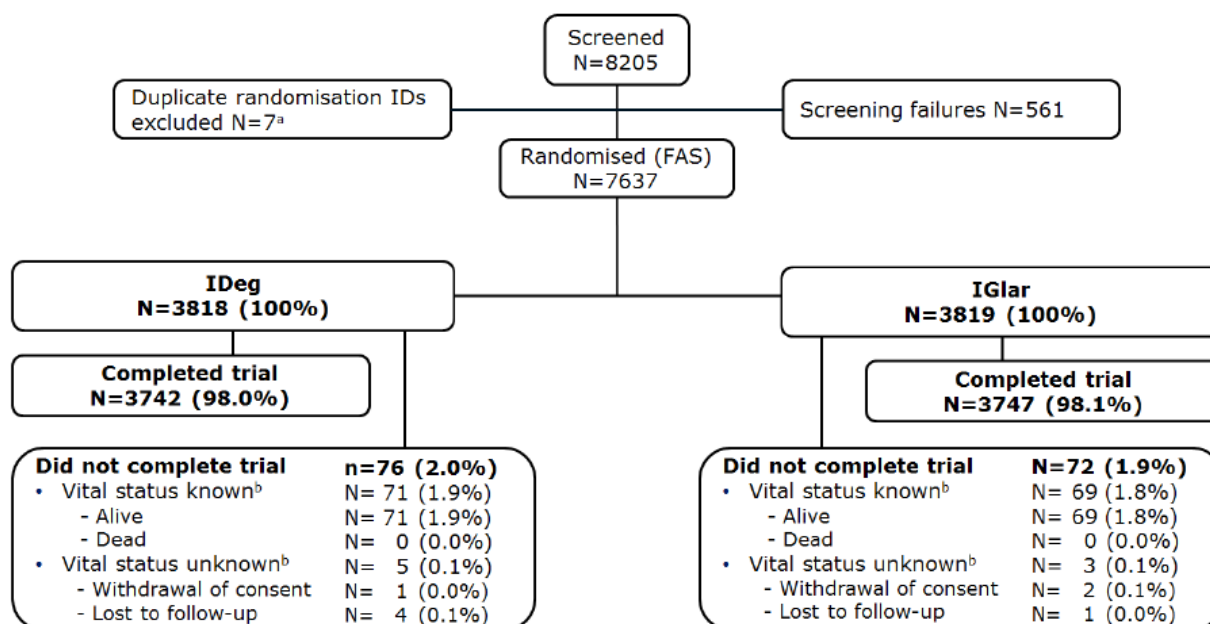 Screened
N=8205
Duplicate randomisation IDs
excluded N=7ᵃ
Screening failures N=561
Randomised (FAS)
N=7637
IDeg
N=3818 (100%)
IGlar
N=3819 (100%)
Completed trial
N=3742 (98.0%)
Completed trial
N=3747 (98.1%)
Did not complete trial n=76 (2.0%)
• Vital status knownᵇ N= 71 (1.9%)
- Alive N= 71 (1.9%)
- Dead N= 0 (0.0%)
• Vital status unknownᵇ N= 5 (0.1%)
- Withdrawal of consent N= 1 (0.0%)
- Lost to follow-up N= 4 (0.1%)
Did not complete trial N=72 (1.9%)
• Vital status knownᵇ N= 69 (1.8%)
- Alive N= 69 (1.8%)
- Dead N= 0 (0.0%)
• Vital status unknownᵇ N= 3 (0.1%)
- Withdrawal of consent N= 2 (0.1%)
- Lost to follow-up N= 1 (0.0%)